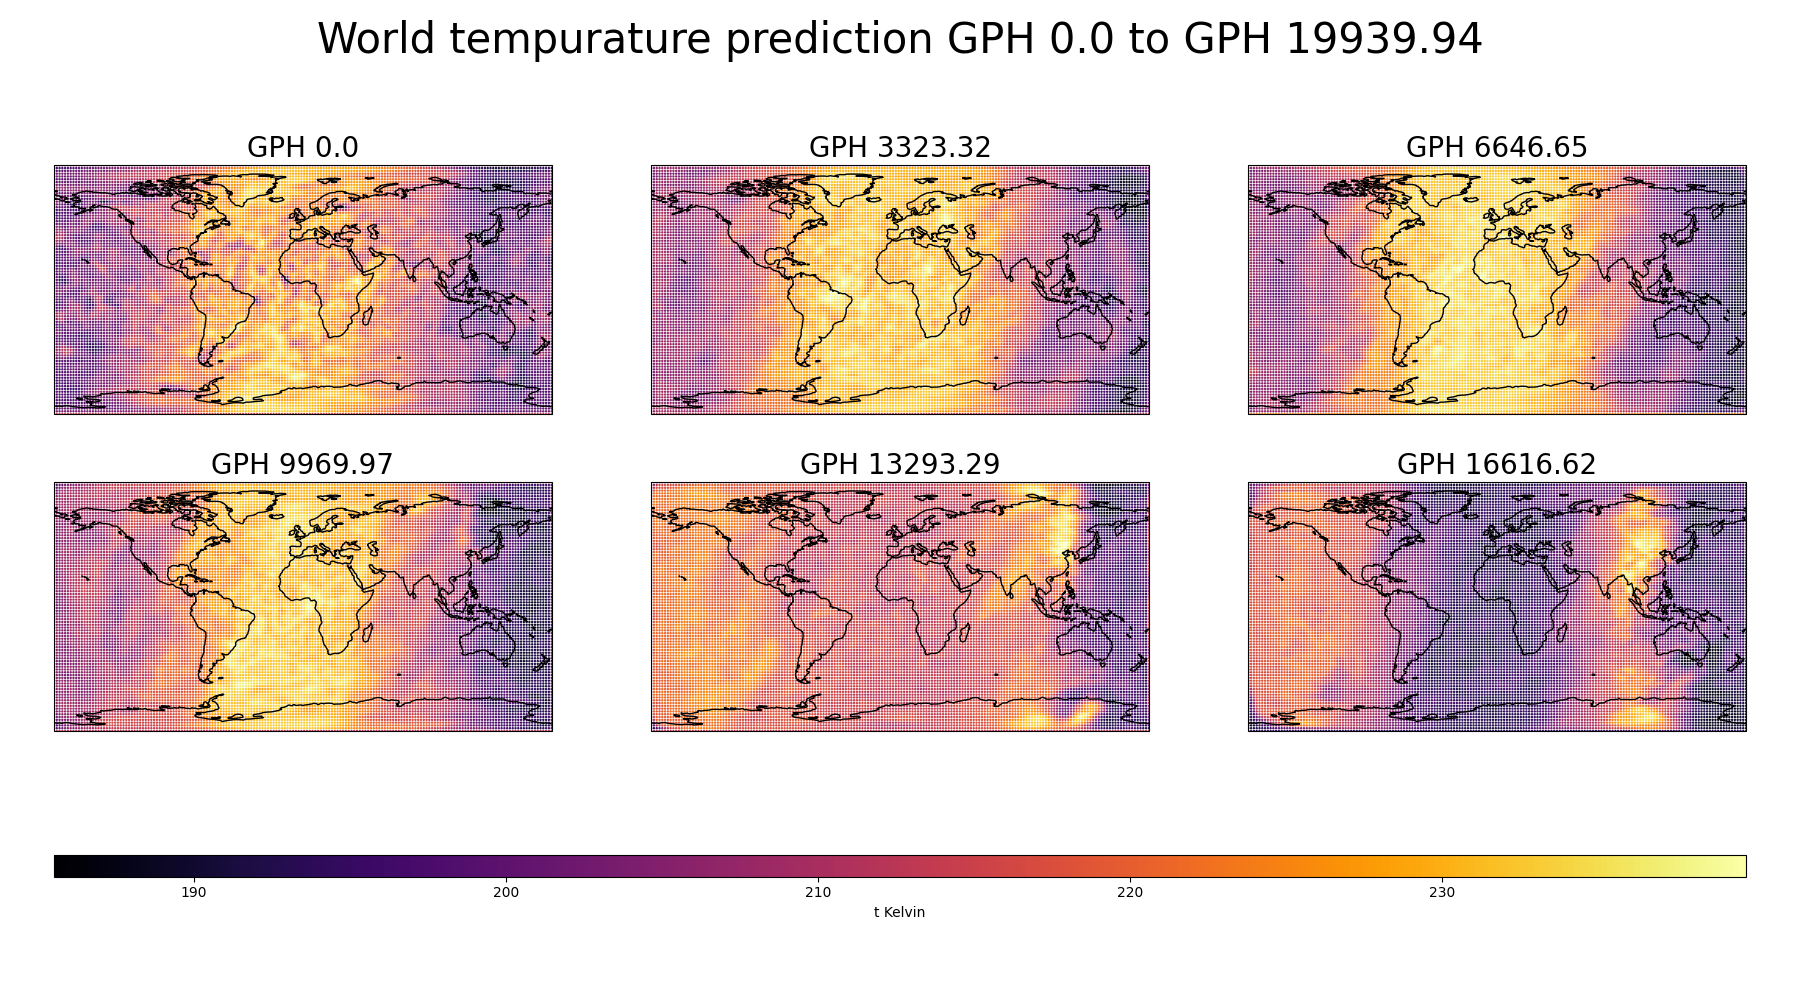 World tempurature prediction GPH 0.0 to GPH 19939.94
GPH 0.0
GPH 3323.32
GPH 6646.65
GPH 9969.97
GPH 13293.29
GPH 16616.62
190
200
210
220
230
t Kelvin